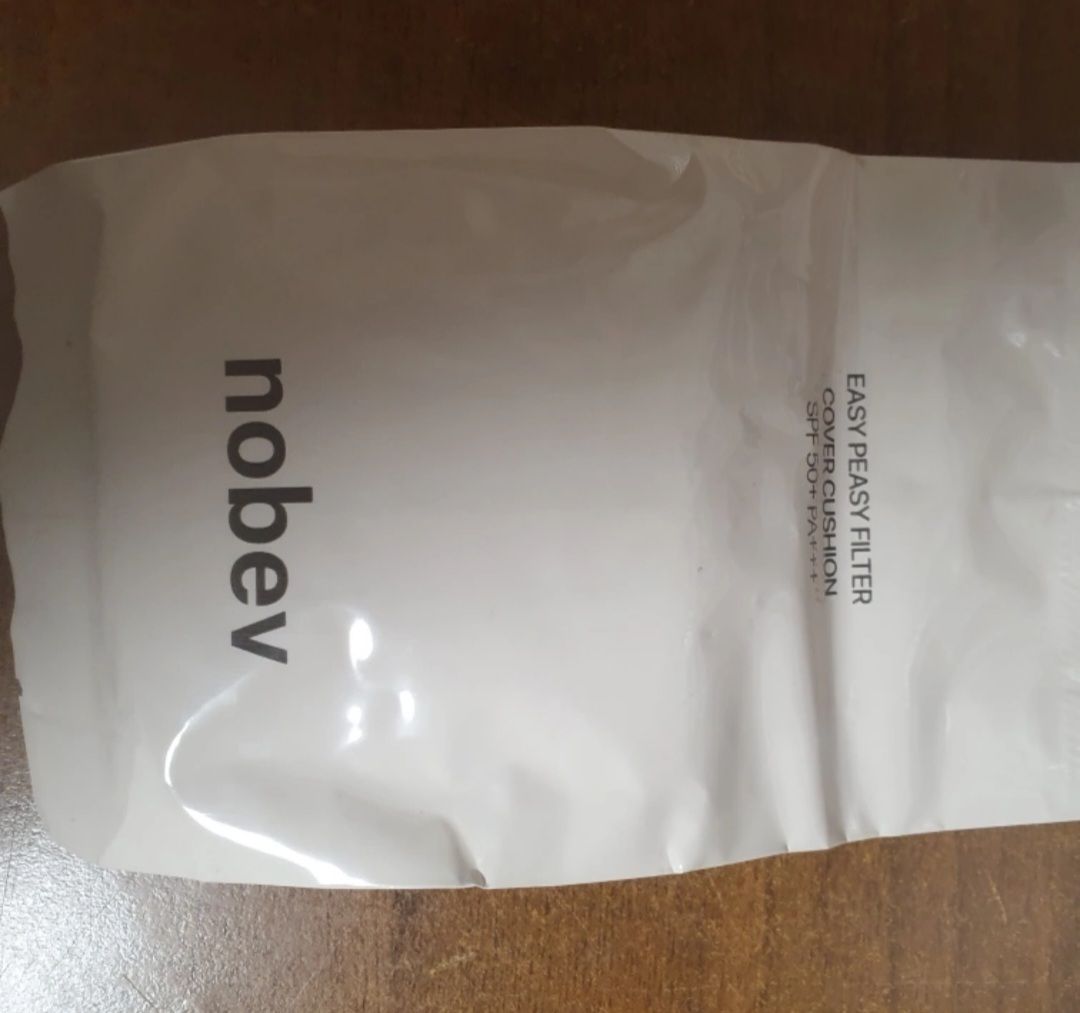 EASY PEASY FILTER
COVER CUSHION
SPF 50+ PA++++
nobev